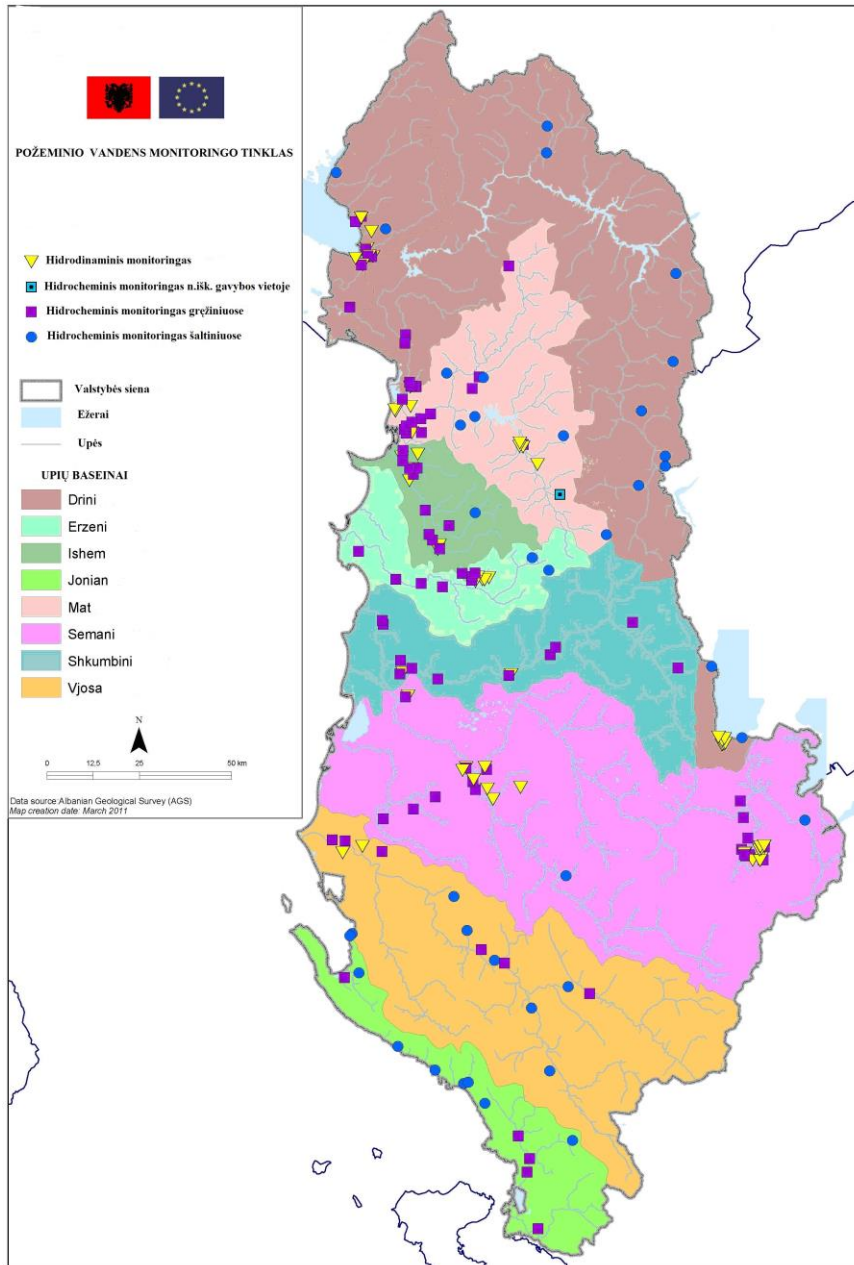 POŽEMINIO VANDENS MONITORINGO TINKLAS
Hidrodinaminis monitoringas
Hidrocheminis monitoringas n.išk. gavybos vietoje
Hidrocheminis monitoringas gręžiniuose
Hidrocheminis monitoringas šaltiniuose
Valstybės siena
Ežerai
Upės
UPIŲ BASEINAI
Drini
Erzeni
Ishem
Jonian
Mat
Semani
Shkumbini
Vjosa
N
0 12,5 25 50 km
Data source:Albanian Geological Survey (AGS)
Map creation date: March 2011